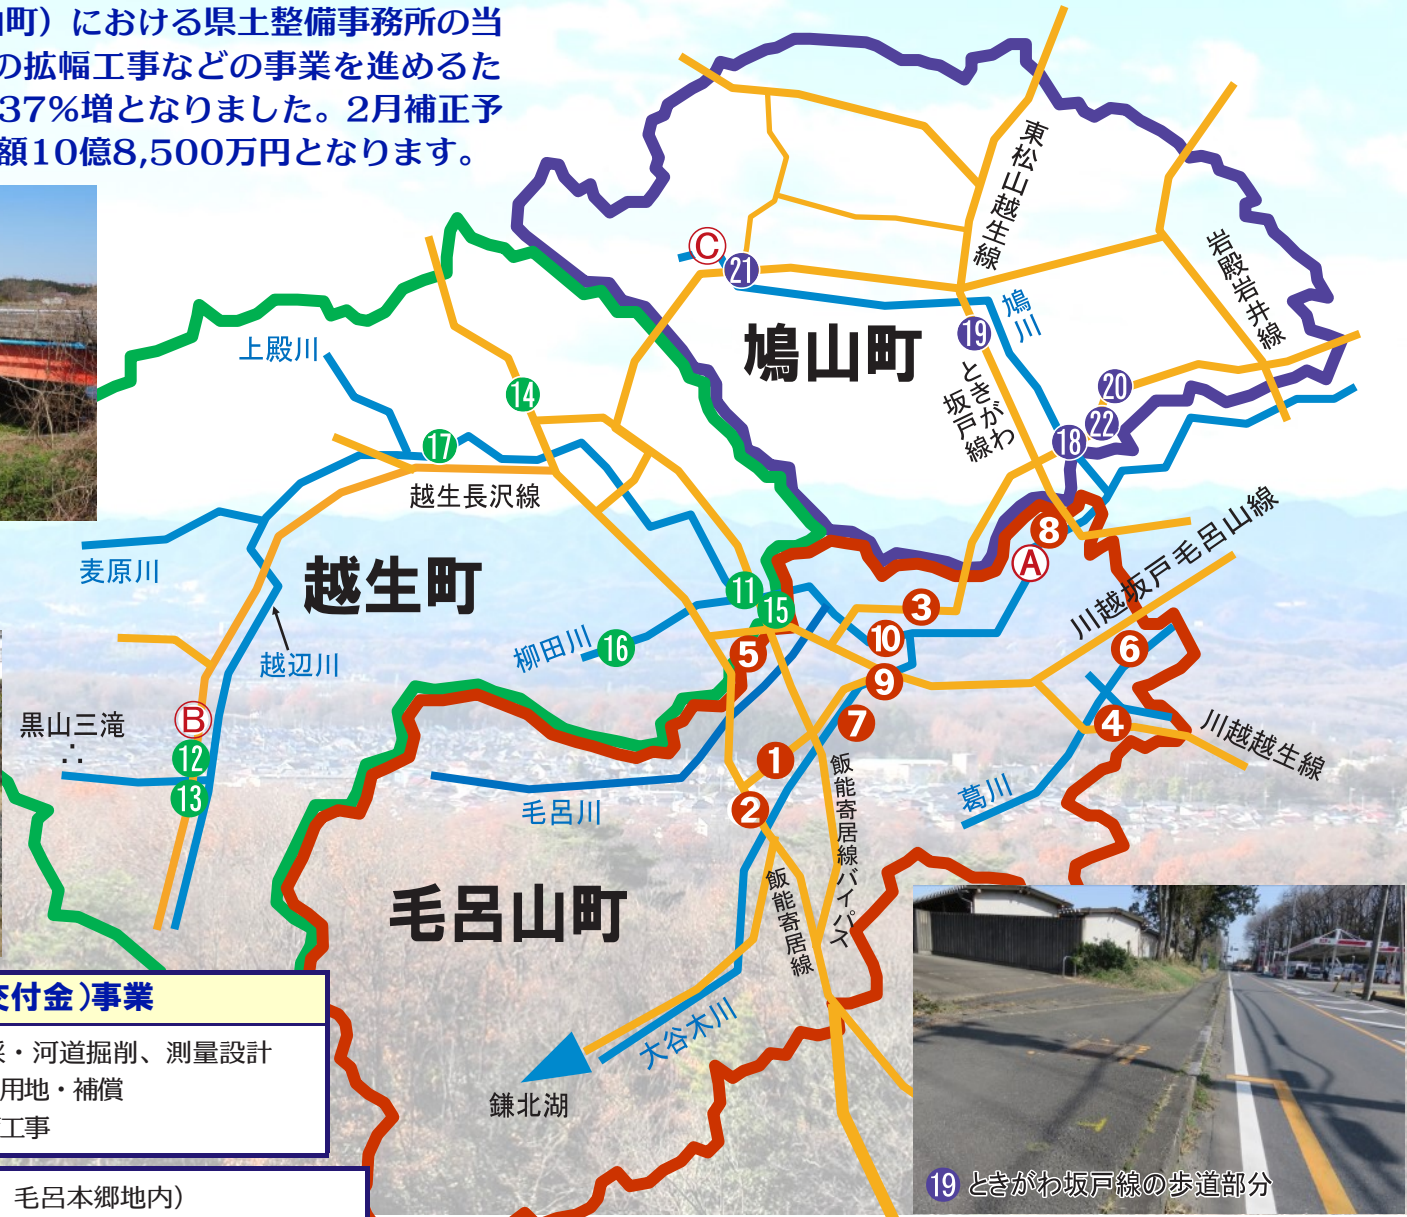 山町）における県土整備事務所の当
の拡幅工事などの事業を進めるた
37%増となりました。2月補正予
額10億8,500万円となります。
東松山越生線
岩殿岩井線
C
21
鳩川
鳩山町
19
ときがわ
坂戸線
20
22
18
上殿川
14
17
越生長沢線
麦原川
越生町
越辺川
柳田川
16
11
15
5
3
10
9
8
A
川越坂戸毛呂山線
6
4
川越越生線
葛川
黒山三滝
B
12
13
7
1
2
毛呂川
飯能寄居線バイパス
飯能寄居線
毛呂山町
大谷木川
鎌北湖
交付金)事業
採・河道掘削、測量設計
用地・補償
工事
毛呂本郷地内）
19 ときがわ坂戸線の歩道部分